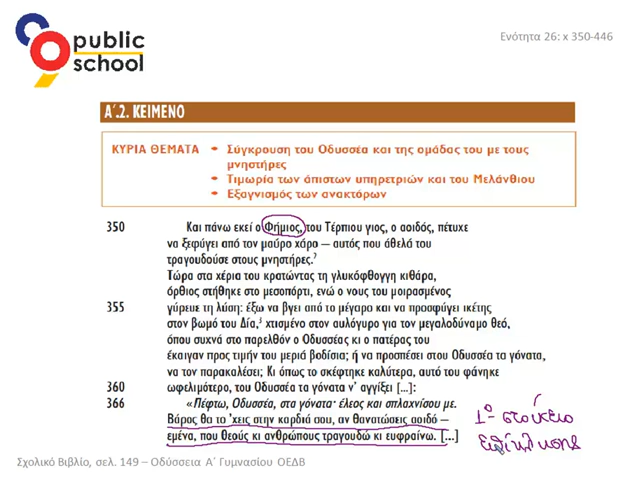 public
school
Ενότητα 26: χ 350-446
Α΄.2. ΚΕΙΜΕΝΟ
ΚΥΡΙΑ ΘΕΜΑΤΑ • Σύγκρουση του Οδυσσέα και της ομάδας του με τους
μνηστήρες
• Τιμωρία των άπιστων υπηρετριών και του Μελάνθιου
• Εξαγνισμός των ανακτόρων
350 Και πάνω εκεί ο Φήμιος, του Τέρπιου γιος, ο αοιδός, πέτυχε
να ξεφύγει από τον μαύρο χάρο — αυτός που άθελά του
τραγουδούσε στους μνηστήρες.²
Τώρα στα χέρια του κρατώντας τη γλυκόφθογγη κιθάρα,
όρθιος στήθηκε στο μεσοπόρτι, ενώ ο νους του μοιρασμένος
355 γύρευε τη λύση: έξω να βγει από το μέγαρο και να προσφύγει ικέτης
στον βωμό του Δία,³ χτισμένο στον αυλόγυρο για τον μεγαλοδύναμο θεό,
όπου συχνά στο παρελθόν ο Οδυσσέας κι ο πατέρας του
έκαιγαν προς τιμήν του μεριά βοδίσια; ή να προσπέσει στου Οδυσσέα τα γόνατα,
να τον παρακαλέσει; Κι όπως το σκέφτηκε καλύτερα, αυτό του φάνηκε
360 ωφελιμότερο, του Οδυσσέα τα γόνατα ν' αγγίξει [...]:
366 «Πέφτω, Οδυσσέα, στα γόνατα· έλεος και σπλαχνίσου με.
Βάρος θα το 'χεις στην καρδιά σου, αν θανατώσεις αοιδό —
εμένα, που θεούς κι ανθρώπους τραγουδώ κι ευφραίνω. [...]
1º στοιχείο
επίκλησης
Σχολικό Βιβλίο, σελ. 149 – Οδύσσεια Α΄ Γυμνασίου ΟΕΔΒ